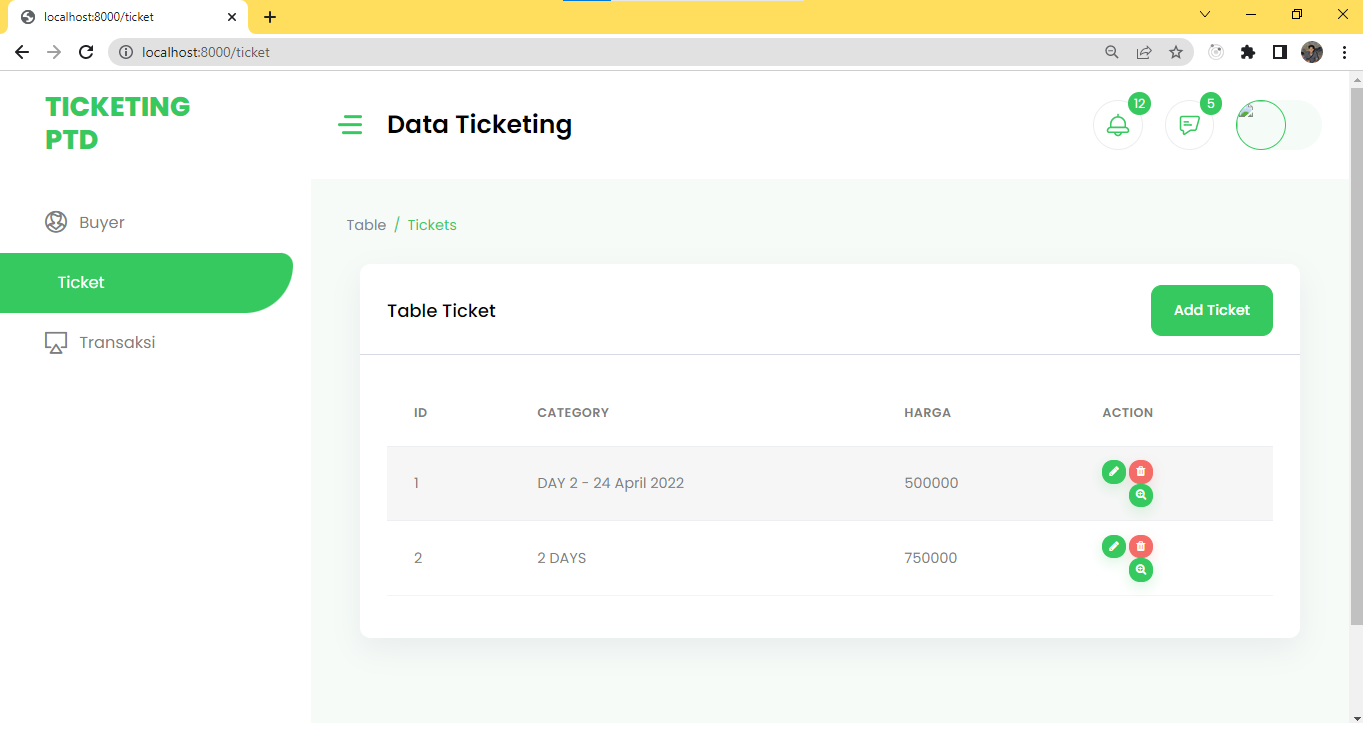 localhost:8000/ticket
localhost:8000/ticket
TICKETING
PTD
Data Ticketing
12
5
Buyer
Ticket
Transaksi
Table / Tickets
Table Ticket
Add Ticket
ID CATEGORY HARGA ACTION
1 DAY 2 - 24 April 2022 500000
2 2 DAYS 750000